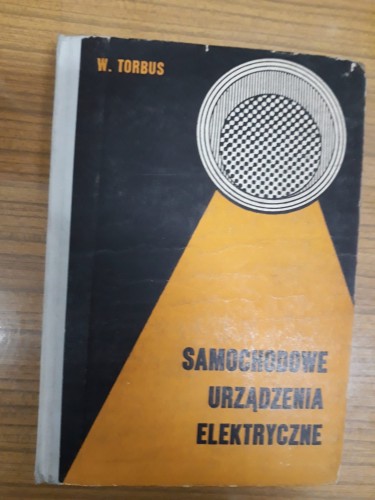 W. TORBUS
SAMOCHODOWE
URZĄDZENIA
ELEKTRYCZNE